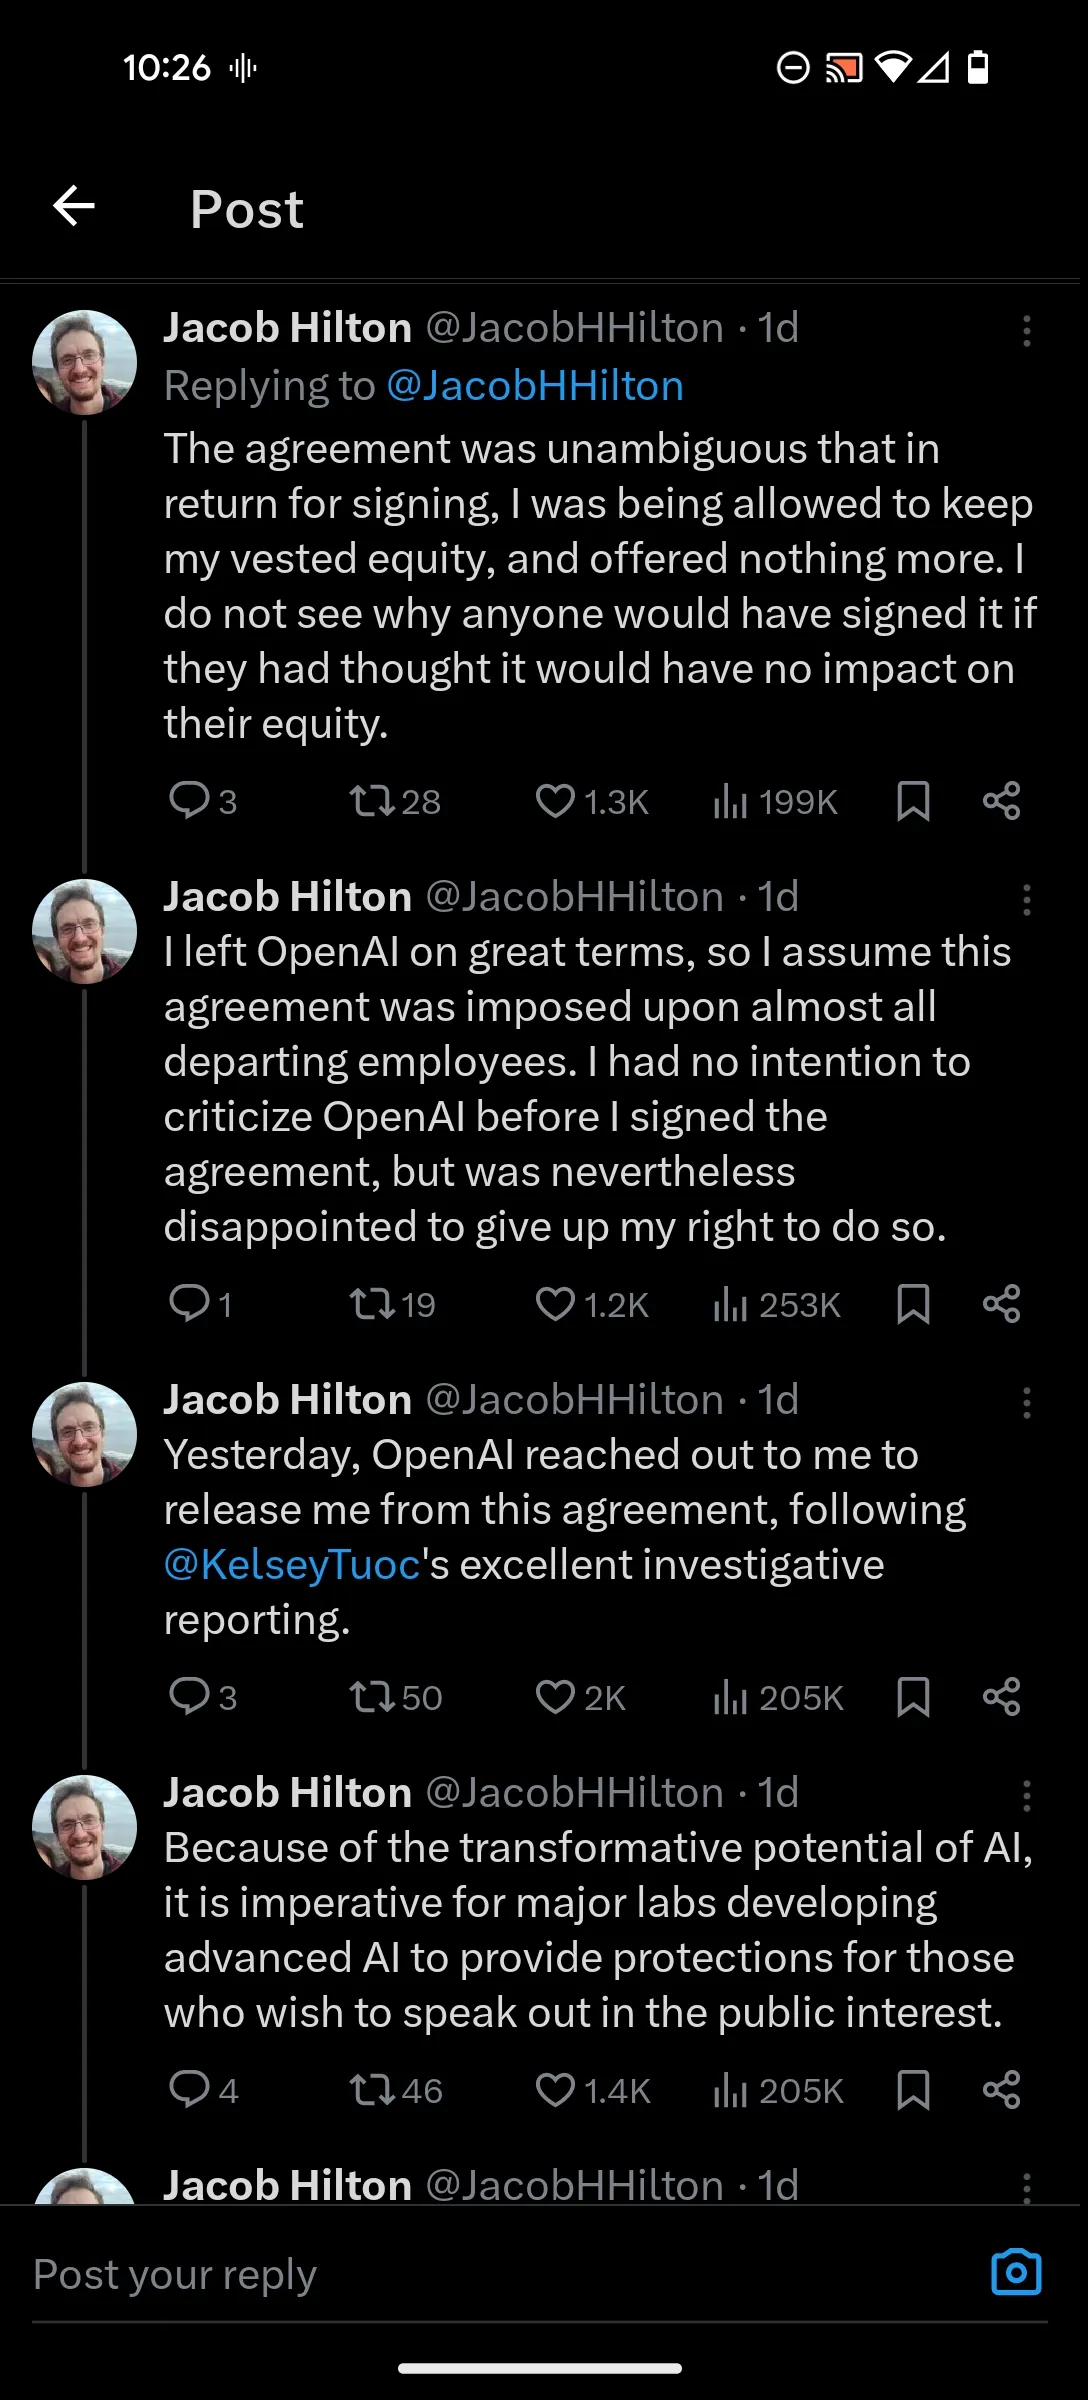 10:26
Post
Jacob Hilton @JacobHHilton · 1d
Replying to @JacobHHilton
The agreement was unambiguous that in
return for signing, I was being allowed to keep
my vested equity, and offered nothing more. I
do not see why anyone would have signed it if
they had thought it would have no impact on
their equity.
3 28 1.3K 199K
Jacob Hilton @JacobHHilton · 1d
I left OpenAI on great terms, so I assume this
agreement was imposed upon almost all
departing employees. I had no intention to
criticize OpenAI before I signed the
agreement, but was nevertheless
disappointed to give up my right to do so.
1 19 1.2K 253K
Jacob Hilton @JacobHHilton · 1d
Yesterday, OpenAI reached out to me to
release me from this agreement, following
@KelseyTuoc's excellent investigative
reporting.
3 50 2K 205K
Jacob Hilton @JacobHHilton · 1d
Because of the transformative potential of AI,
it is imperative for major labs developing
advanced AI to provide protections for those
who wish to speak out in the public interest.
4 46 1.4K 205K
Jacob Hilton @JacobHHilton · 1d
Post your reply